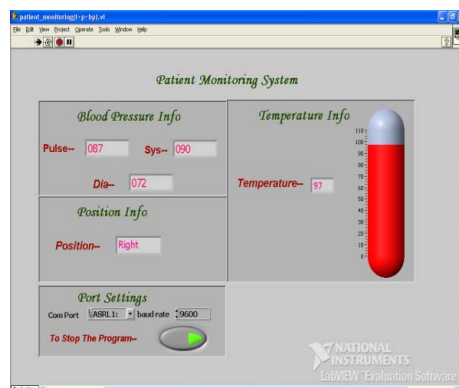 patient_monitoring(t+p+bp).vi
File Edit View Project Operate Tools Window Help
Patient Monitoring System
Blood Pressure Info
Pulse-- 087 Sys-- 090
Dia-- 072
Position Info
Position-- Right
Temperature Info
Temperature-- 97
110
100
90
80
70
60
50
40
30
20
10
0
Port Settings
Com Port ASRL1: baud rate 9600
To Stop The Program--
NATIONAL
INSTRUMENTS
LabVIEW Evaluation Software